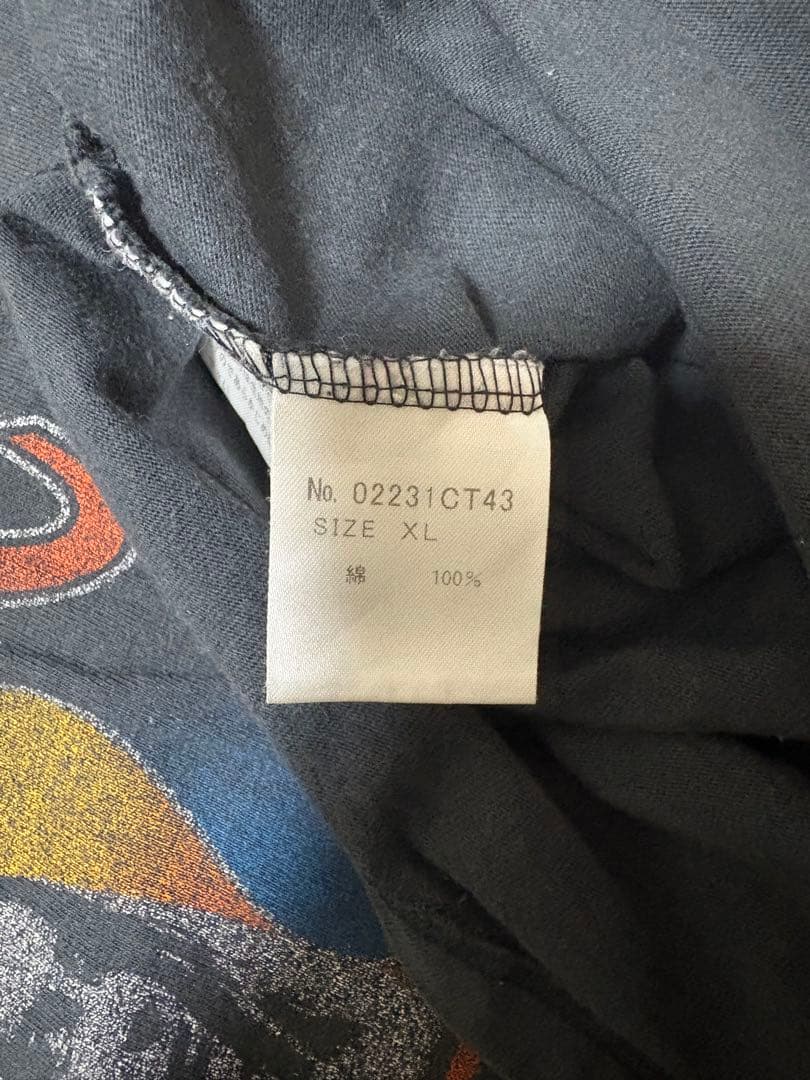 No. 02231CT43
SIZE XL
綿 100%